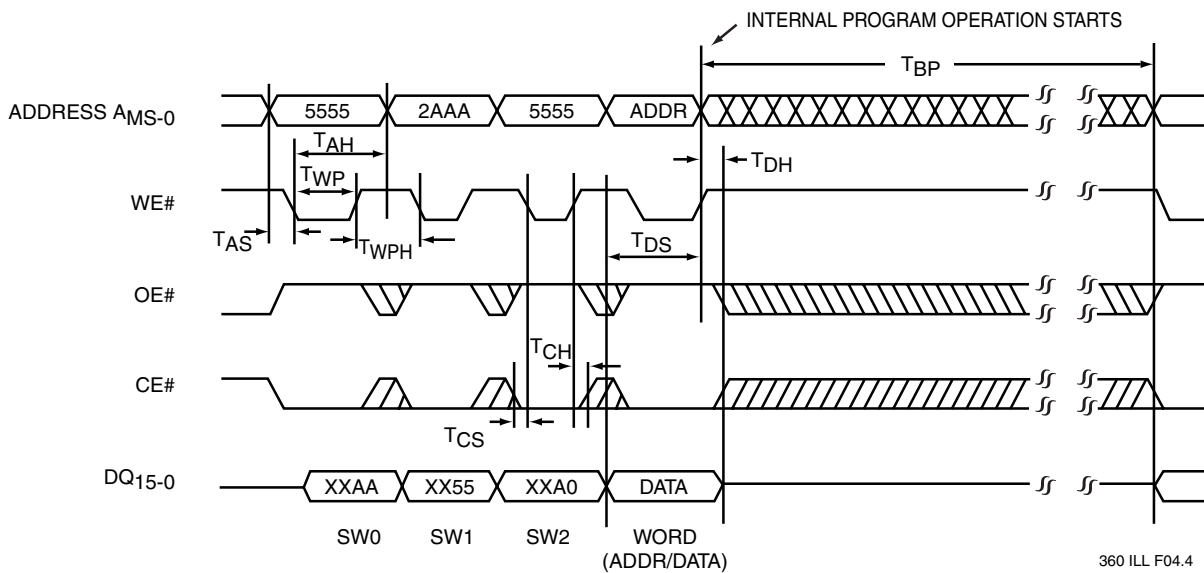 INTERNAL PROGRAM OPERATION STARTS
TBP
ADDRESS AMS-0
5555
2AAA
5555
ADDR
TAH
TDH
TWP
WE#
TAS
TWPH
TDS
OE#
TCH
CE#
TCS
DQ15-0
XXAA
XX55
XXA0
DATA
SW0
SW1
SW2
WORD
(ADDR/DATA)
360 ILL F04.4